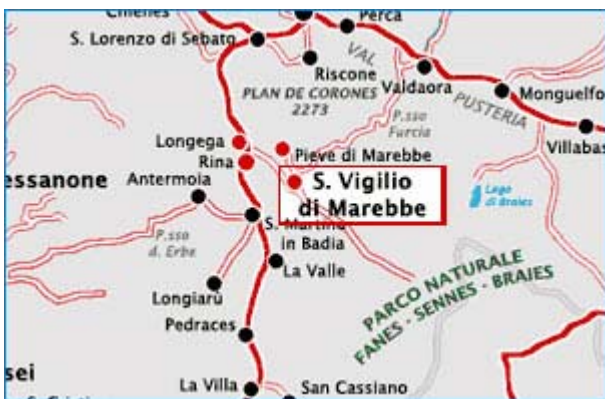 Chienes
Perca
S. Lorenzo di Sebato
VAL
PUSTERIA
Riscone
Valdaora
PLAN DE CORONES
2273
Monguelfo
P.sso
Furcia
Longega
Pieve di Marebbe
Villabas
Rina
essanone
Antermoia
S. Vigilio
di Marebbe
Lago
di Braies
S. Martino
in Badia
P.sso
d. Erbe
La Valle
PARCO NATURALE
FANES - SENNES - BRAJES
Longiarù
Pedraces
sei
La Villa
San Cassiano